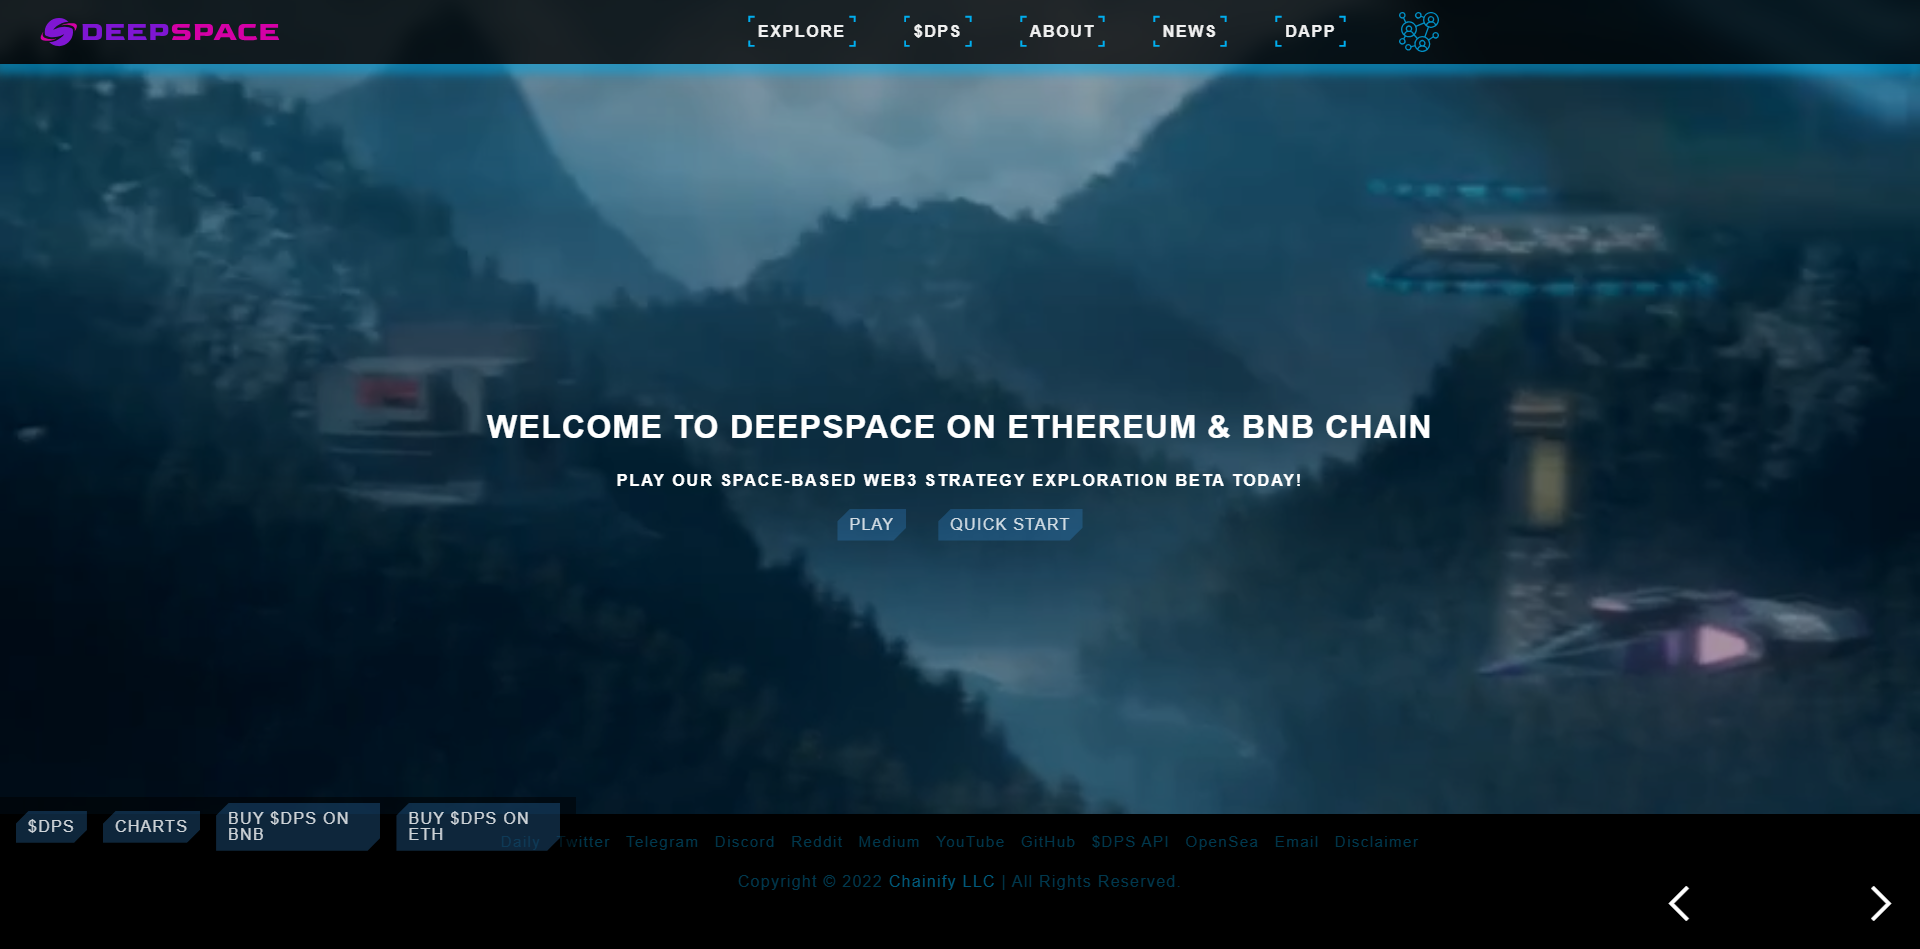 DEEPSPACE
EXPLORE
$DPS
ABOUT
NEWS
DAPP
WELCOME TO DEEPSPACE ON ETHEREUM & BNB CHAIN
PLAY OUR SPACE-BASED WEB3 STRATEGY EXPLORATION BETA TODAY!
PLAY
QUICK START
$DPS
CHARTS
BUY $DPS ON
BNB
BUY $DPS ON
ETH
Daily Twitter Telegram Discord Reddit Medium YouTube GitHub $DPS API OpenSea Email Disclaimer
Copyright © 2022 Chainify LLC | All Rights Reserved.